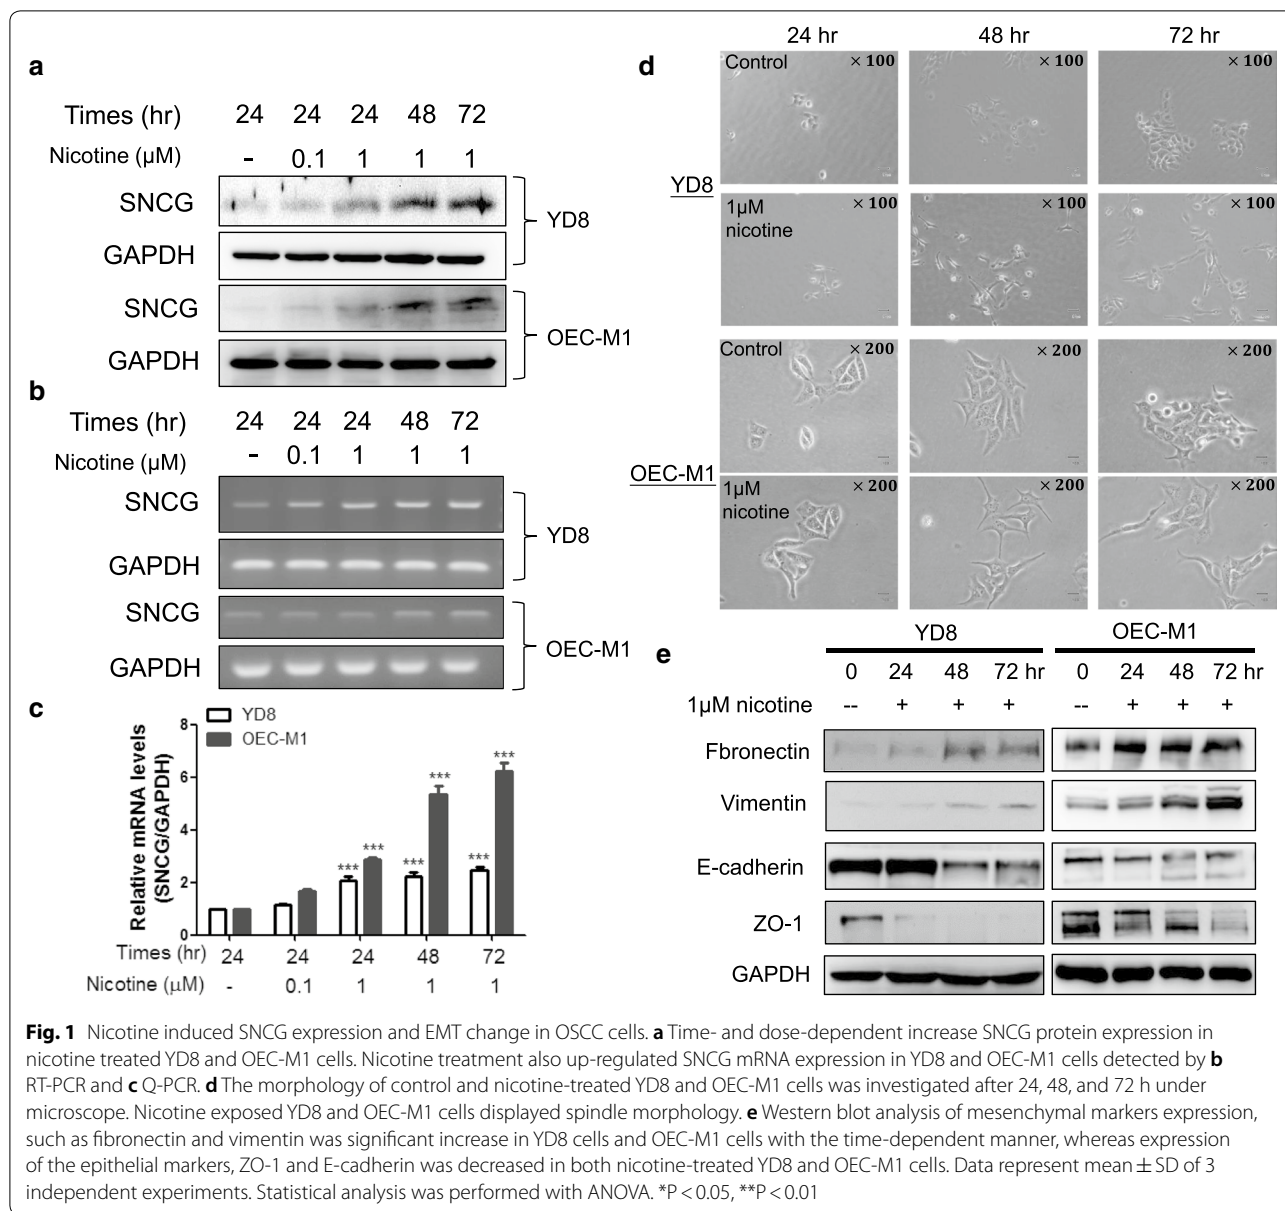 a
Times (hr) 24 24 24 48 72
Nicotine (µM) - 0.1 1 1 1
SNCG
GAPDH
YD8
SNCG
GAPDH
OEC-M1
b
Times (hr) 24 24 24 48 72
Nicotine (µM) - 0.1 1 1 1
SNCG
GAPDH
YD8
SNCG
GAPDH
OEC-M1
c
YD8
OEC-M1
Relative mRNA levels
(SNCG/GAPDH)
8
6
4
2
0
*** *** *** *** *** ***
Times (hr) 24 24 24 48 72
Nicotine (µM) - 0.1 1 1 1
d
24 hr 48 hr 72 hr
Control × 100 × 100 × 100
YD8
1µM
nicotine
× 100 × 100 × 100
Control × 200 × 200 × 200
OEC-M1
1µM
nicotine
× 200 × 200 × 200
e
YD8 OEC-M1
0 24 48 72 hr 0 24 48 72 hr
1µM nicotine -- + + + -- + + +
Fbronectin
Vimentin
E-cadherin
ZO-1
GAPDH
Fig. 1 Nicotine induced SNCG expression and EMT change in OSCC cells. a Time- and dose-dependent increase SNCG protein expression in
nicotine treated YD8 and OEC-M1 cells. Nicotine treatment also up-regulated SNCG mRNA expression in YD8 and OEC-M1 cells detected by b
RT-PCR and c Q-PCR. d The morphology of control and nicotine-treated YD8 and OEC-M1 cells was investigated after 24, 48, and 72 h under
microscope. Nicotine exposed YD8 and OEC-M1 cells displayed spindle morphology. e Western blot analysis of mesenchymal markers expression,
such as fibronectin and vimentin was significant increase in YD8 cells and OEC-M1 cells with the time-dependent manner, whereas expression
of the epithelial markers, ZO-1 and E-cadherin was decreased in both nicotine-treated YD8 and OEC-M1 cells. Data represent mean ± SD of 3
independent experiments. Statistical analysis was performed with ANOVA. *P < 0.05, **P < 0.01